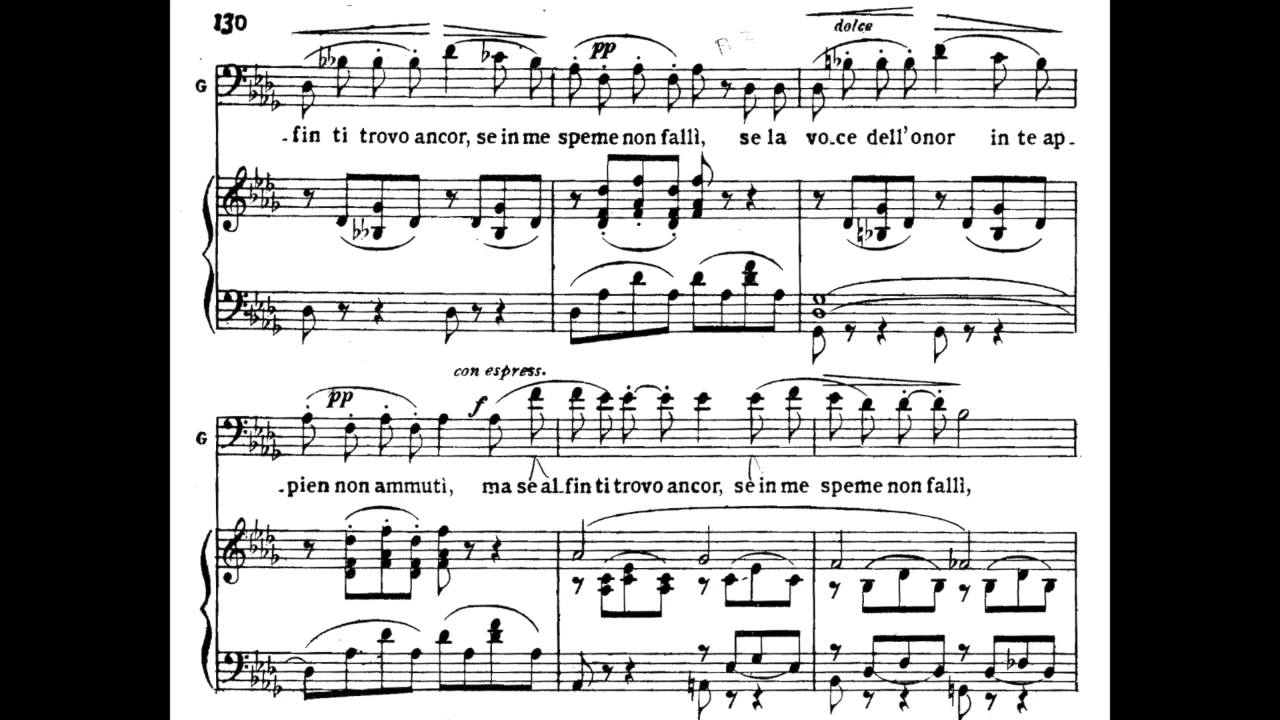 130
dolce
pp
G
- fin ti trovo ancor, se in me speme non fallì, se la vo-ce dell'onor in te ap-
con espress.
pp f
G
-pien non ammutì, ma se al fin ti trovo ancor, se in me speme non fallì,